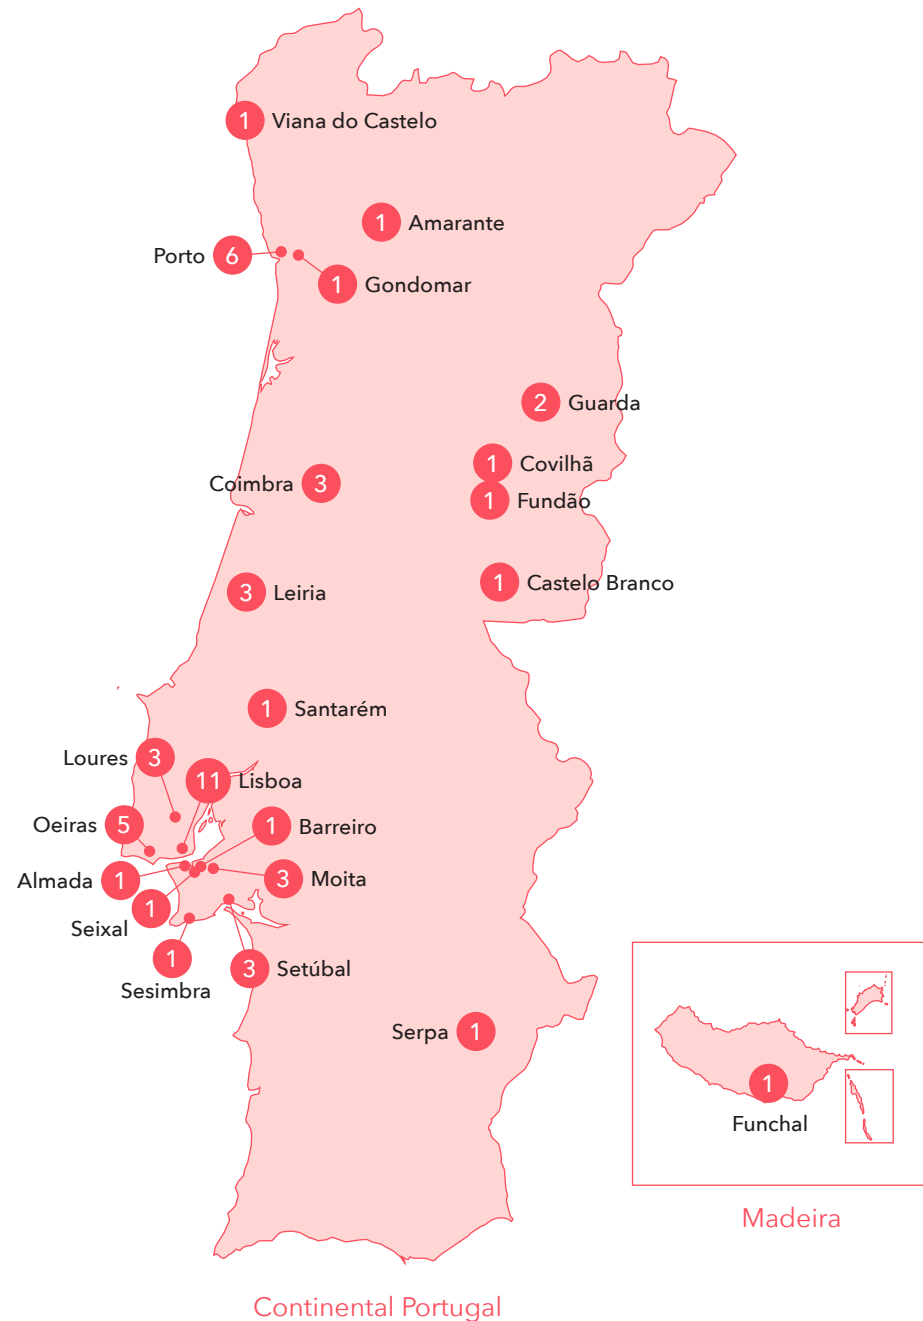 1 Viana do Castelo
1 Amarante
Porto 6
1 Gondomar
2 Guarda
1 Covilhã
Coimbra 3
1 Fundão
1 Castelo Branco
3 Leiria
1 Santarém
Loures 3
11 Lisboa
Oeiras 5
1 Barreiro
Almada 1
3 Moita
1
Seixal
1
Sesimbra
3 Setúbal
Serpa 1
1
Funchal
Madeira
Continental Portugal